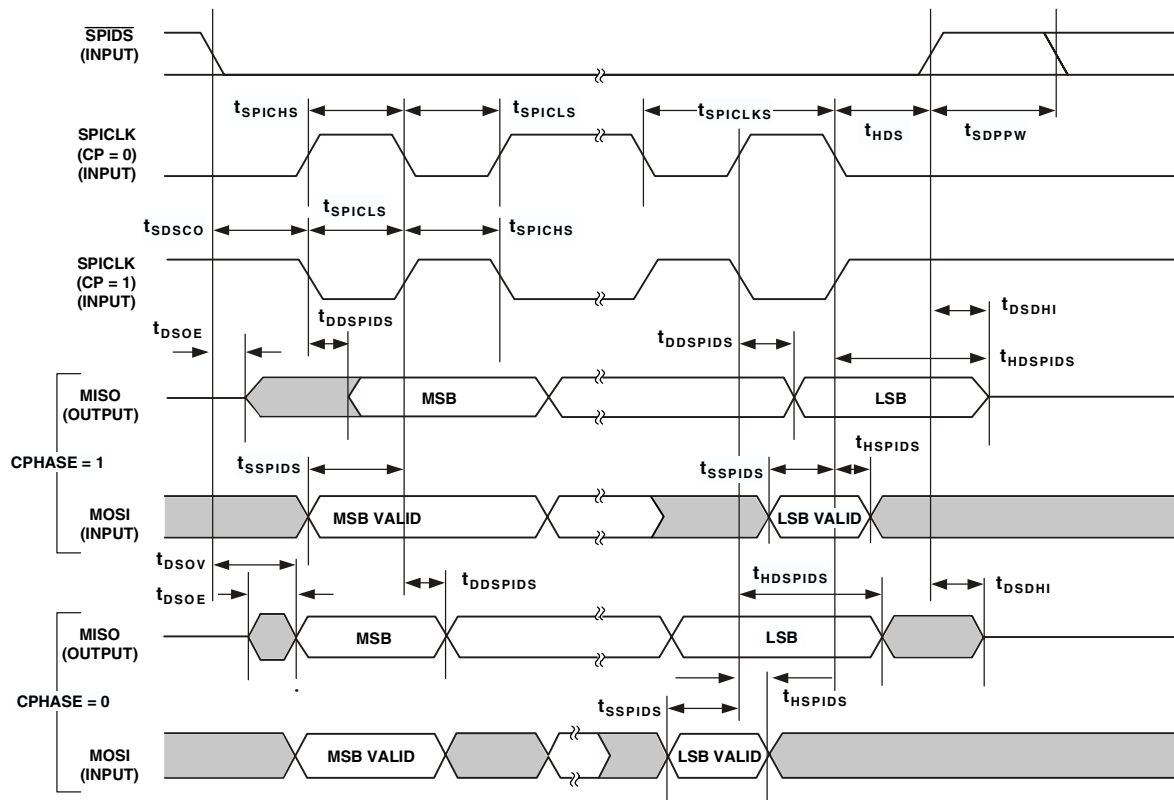 SPIDS
(INPUT)
tSPICHS
tSPICLS
tSPICLKS
tHDS
tSDPPW
SPICLK
(CP = 0)
(INPUT)
tSPICLS
tSDSCO
tSPICHS
SPICLK
(CP = 1)
(INPUT)
tDSOE
tDDSPIDS
tDDSPIDS
tDSDHI
tHDSPIDS
MISO
(OUTPUT)
MSB
LSB
CPHASE = 1
tSSPIDS
tSSPIDS
tHSPIDS
MOSI
(INPUT)
MSB VALID
LSB VALID
tDSOV
tDSOE
tDDSPIDS
tHDSPIDS
tDSDHI
MISO
(OUTPUT)
MSB
LSB
CPHASE = 0
tSSPIDS
tHSPIDS
MOSI
(INPUT)
MSB VALID
LSB VALID